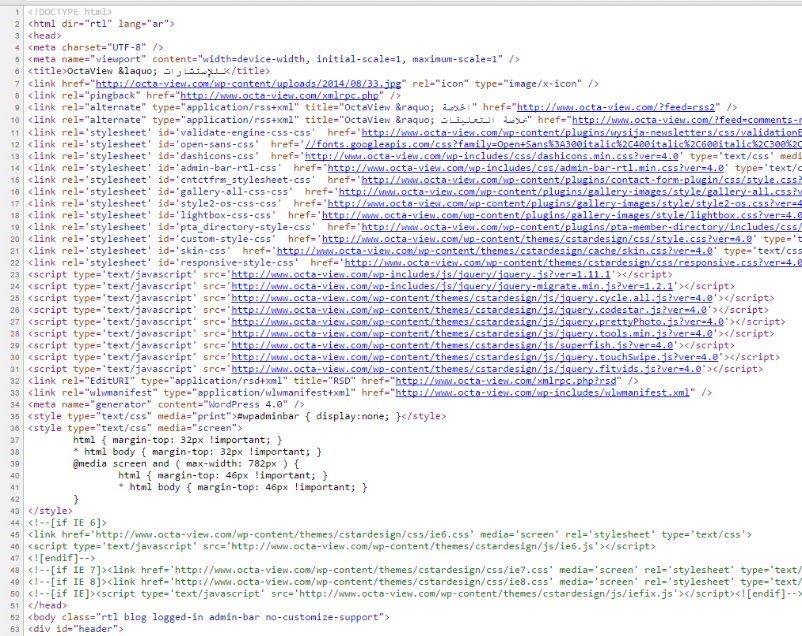 1 <!DOCTYPE html>
2 <html dir="rtl" lang="ar">
3 <head>
4 <meta charset="UTF-8" />
5 <meta name="viewport" content="width=device-width, initial-scale=1, maximum-scale=1" />
6 <title>OctaView &laquo; للإستشارات</title>
7 <link href="http://octa-view.com/wp-content/uploads/2014/08/33.jpg" rel="icon" type="image/x-icon" />
8 <link rel="pingback" href="http://www.octa-view.com/xmlrpc.php" />
9 <link rel="alternate" type="application/rss+xml" title="OctaView &raquo; الخلاصة" href="http://www.octa-view.com/?feed=rss2" />
10 <link rel="alternate" type="application/rss+xml" title="OctaView &raquo; خلاصة التعليقات" href="http://www.octa-view.com/?feed=comments-r
11 <link rel='stylesheet' id='validate-engine-css-css' href='http://www.octa-view.com/wp-content/plugins/wysija-newsletters/css/validationE
12 <link rel='stylesheet' id='open-sans-css' href='//fonts.googleapis.com/css?family=Open+Sans%3A300italic%2C400italic%2C600italic%2C300%2C
13 <link rel='stylesheet' id='dashicons-css' href='http://www.octa-view.com/wp-includes/css/dashicons.min.css?ver=4.0' type='text/css' medi
14 <link rel='stylesheet' id='admin-bar-rtl-css' href='http://www.octa-view.com/wp-includes/css/admin-bar-rtl.min.css?ver=4.0' type='text/c
15 <link rel='stylesheet' id='cntctfrm_stylesheet-css' href='http://www.octa-view.com/wp-content/plugins/contact-form-plugin/css/style.css?
16 <link rel='stylesheet' id='gallery-all-css-css' href='http://www.octa-view.com/wp-content/plugins/gallery-images/style/gallery-all.css?v
17 <link rel='stylesheet' id='style2-os-css-css' href='http://www.octa-view.com/wp-content/plugins/gallery-images/style/style2-os.css?ver=4
18 <link rel='stylesheet' id='lightbox-css-css' href='http://www.octa-view.com/wp-content/plugins/gallery-images/style/lightbox.css?ver=4.0
19 <link rel='stylesheet' id='pta_directory-style-css' href='http://www.octa-view.com/wp-content/plugins/pta-member-directory/includes/css/
20 <link rel='stylesheet' id='custom-style-css' href='http://www.octa-view.com/wp-content/themes/cstardesign/style.css?ver=4.0' type='t
21 <link rel='stylesheet' id='skin-css' href='http://www.octa-view.com/wp-content/themes/cstardesign/cache/skin.css?ver=4.0' type='text/css
22 <link rel='stylesheet' id='responsive-style-css' href='http://www.octa-view.com/wp-content/themes/cstardesign/css/responsive.css?ver=4.0
23 <script type='text/javascript' src='http://www.octa-view.com/wp-includes/js/jquery/jquery.js?ver=1.11.1'></script>
24 <script type='text/javascript' src='http://www.octa-view.com/wp-includes/js/jquery/jquery-migrate.min.js?ver=1.2.1'></script>
25 <script type='text/javascript' src='http://www.octa-view.com/wp-content/themes/cstardesign/js/jquery.cycle.all.js?ver=4.0'></script>
26 <script type='text/javascript' src='http://www.octa-view.com/wp-content/themes/cstardesign/js/jquery.codestar.js?ver=4.0'></script>
27 <script type='text/javascript' src='http://www.octa-view.com/wp-content/themes/cstardesign/js/jquery.prettyPhoto.js?ver=4.0'></script>
28 <script type='text/javascript' src='http://www.octa-view.com/wp-content/themes/cstardesign/js/jquery.tools.min.js?ver=4.0'></script>
29 <script type='text/javascript' src='http://www.octa-view.com/wp-content/themes/cstardesign/js/superfish.js?ver=4.0'></script>
30 <script type='text/javascript' src='http://www.octa-view.com/wp-content/themes/cstardesign/js/jquery.touchSwipe.js?ver=4.0'></script>
31 <script type='text/javascript' src='http://www.octa-view.com/wp-content/themes/cstardesign/js/jquery.fitvids.js?ver=4.0'></script>
32 <link rel="EditURI" type="application/rsd+xml" title="RSD" href="http://www.octa-view.com/xmlrpc.php?rsd" />
33 <link rel="wlwmanifest" type="application/wlwmanifest+xml" href="http://www.octa-view.com/wp-includes/wlwmanifest.xml" />
34 <meta name="generator" content="WordPress 4.0" />
35 <style type="text/css" media="print">#wpadminbar { display:none; }</style>
36 <style type="text/css" media="screen">
37 html { margin-top: 32px !important; }
38 * html body { margin-top: 32px !important; }
39 @media screen and ( max-width: 782px ) {
40 html { margin-top: 46px !important; }
41 * html body { margin-top: 46px !important; }
42 }
43 </style>
44 <!--[if IE 6]>
45 <link href='http://www.octa-view.com/wp-content/themes/cstardesign/css/ie6.css' media='screen' rel='stylesheet' type='text/css'>
46 <script type='text/javascript' src='http://www.octa-view.com/wp-content/themes/cstardesign/js/ie6.js'></script>
47 <![endif]-->
48 <!--[if IE 7]><link href='http://www.octa-view.com/wp-content/themes/cstardesign/css/ie7.css' media='screen' rel='stylesheet' type='text/
49 <!--[if IE 8]><link href='http://www.octa-view.com/wp-content/themes/cstardesign/css/ie8.css' media='screen' rel='stylesheet' type='text/
50 <!--[if IE]><script type='text/javascript' src='http://www.octa-view.com/wp-content/themes/cstardesign/js/iefix.js'></script><![endif]-->
51 </head>
52 <body class="rtl blog logged-in admin-bar no-customize-support">
53 <div id="header">